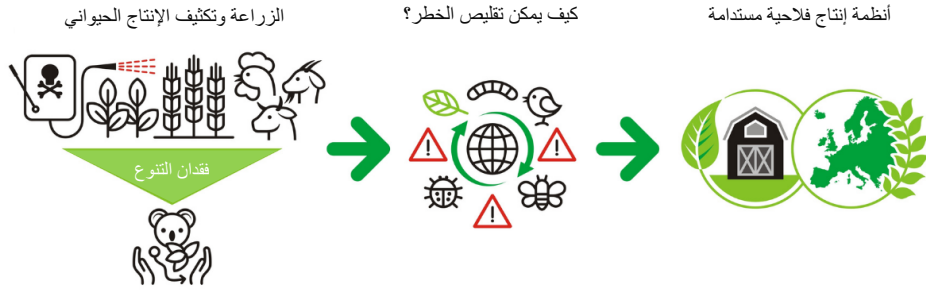 أنظمة إنتاج فلاحية مستدامة
كيف يمكن تقليص الخطر؟
الزراعة وتكثيف الإنتاج الحيواني
فقدان التنوع